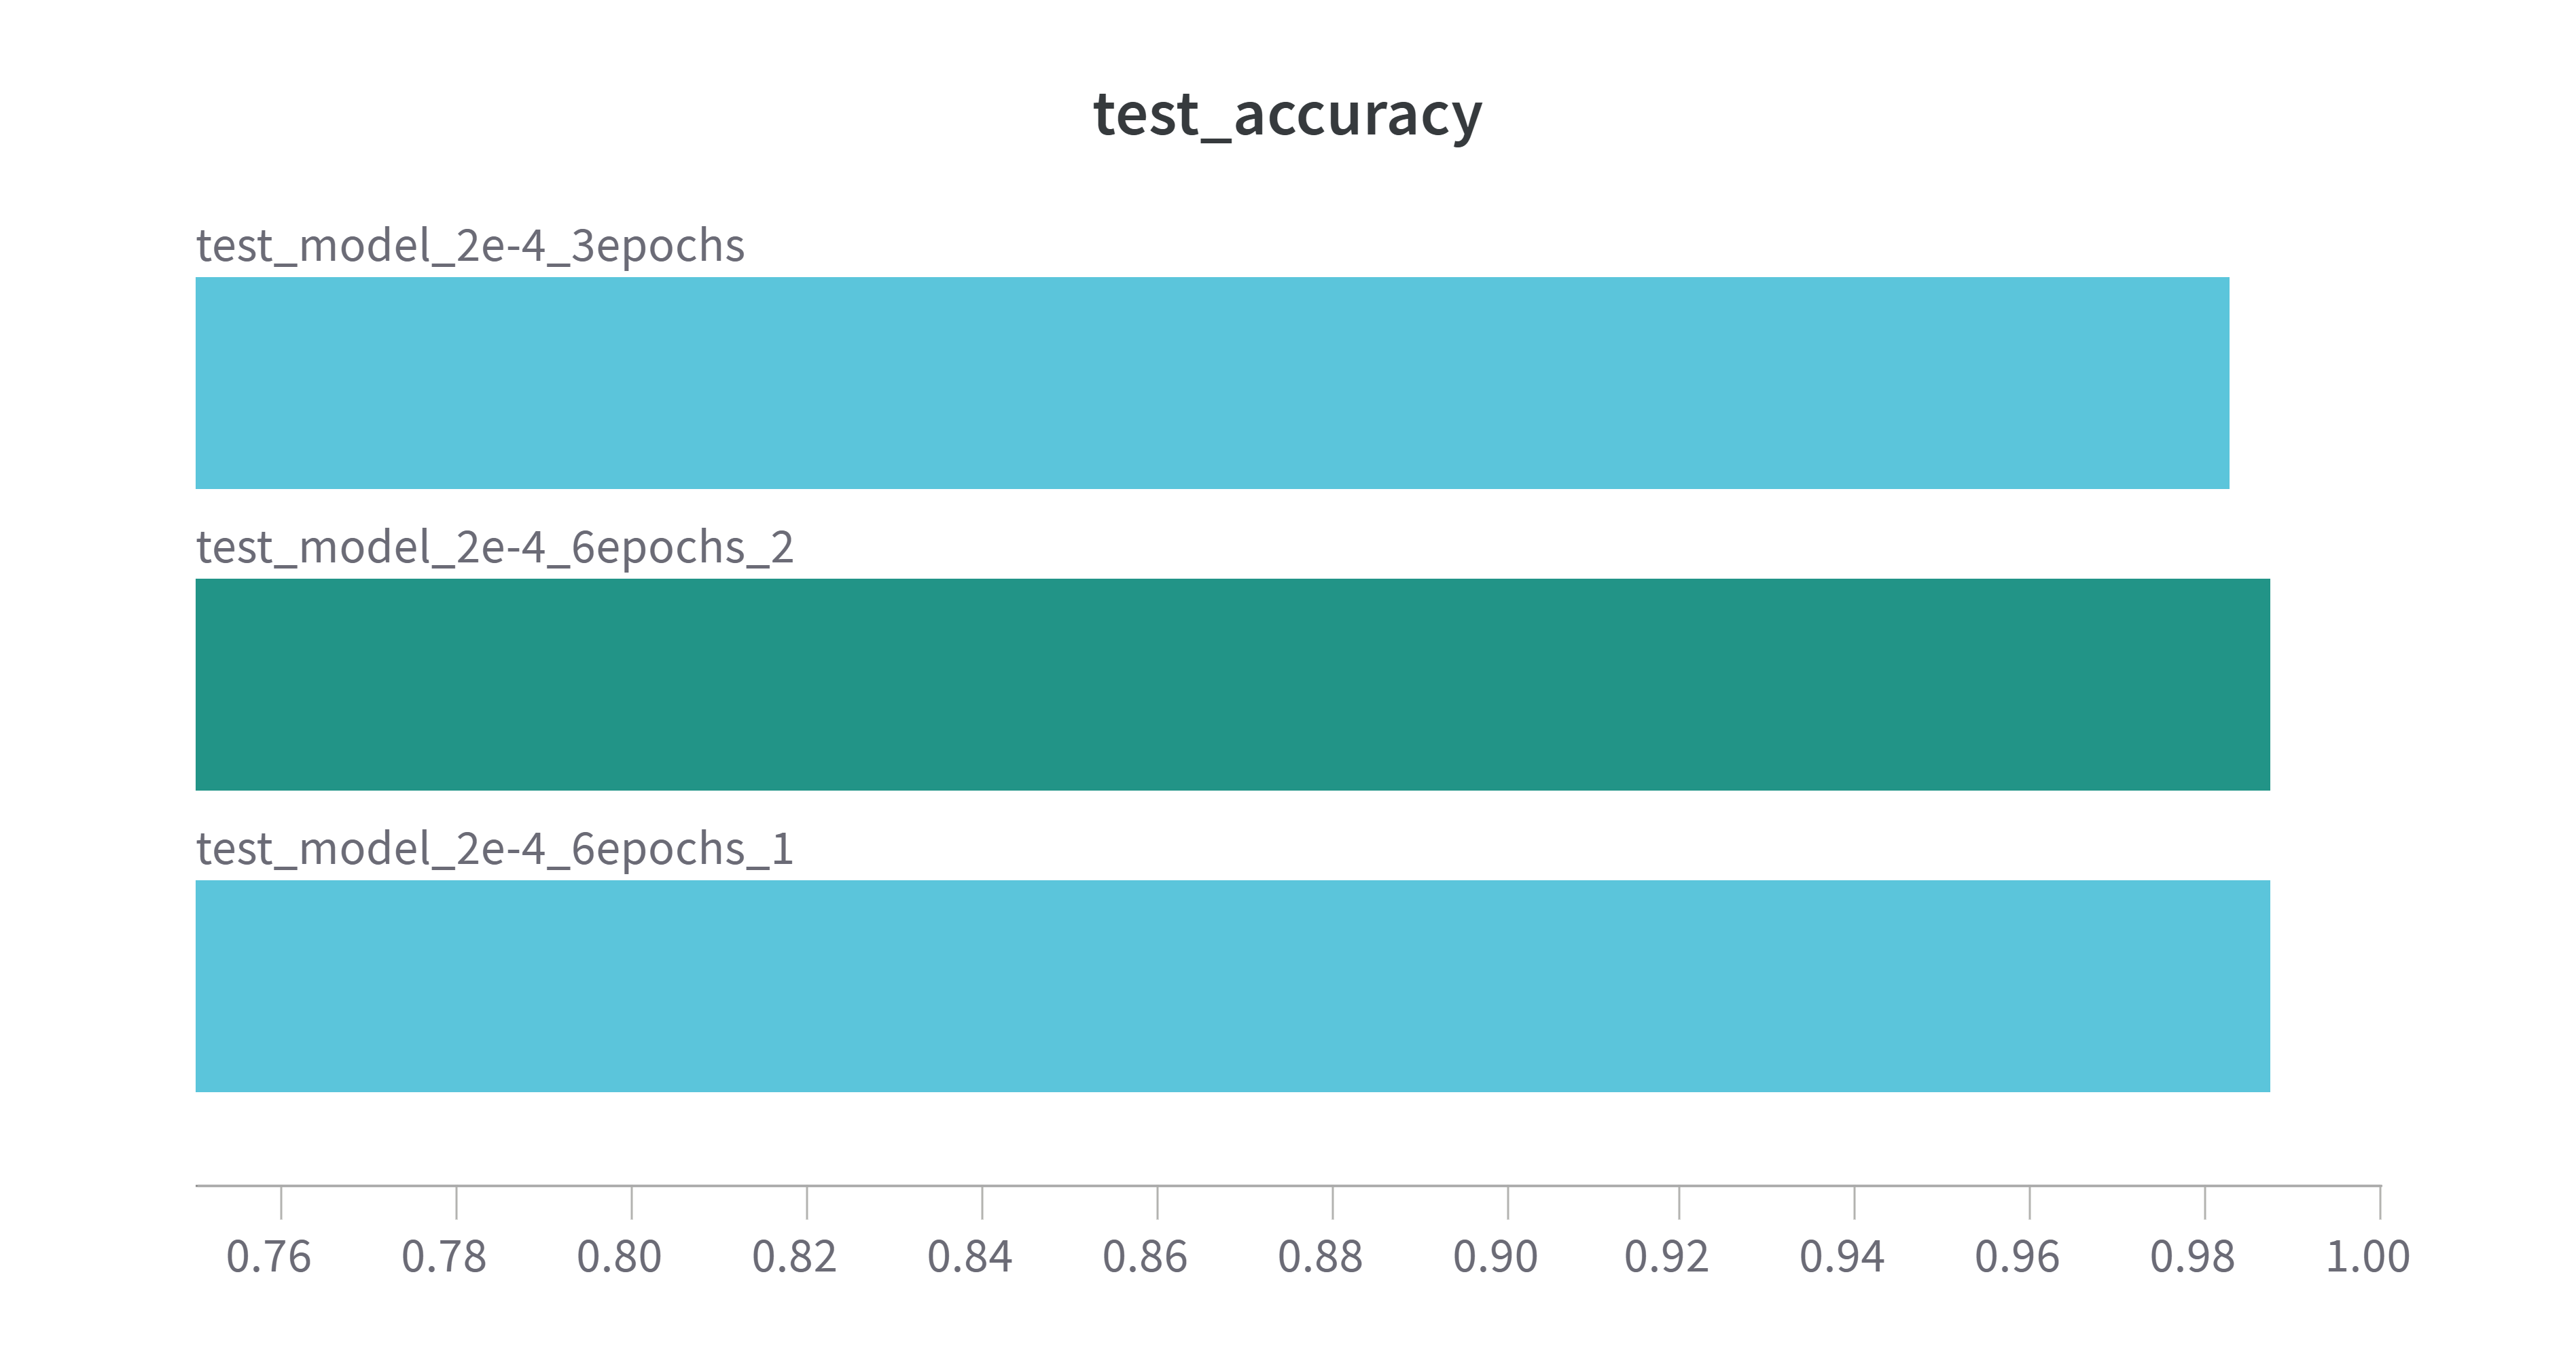 test_accuracy
test_model_2e-4_3epochs
test_model_2e-4_6epochs_2
test_model_2e-4_6epochs_1
0.76 0.78 0.80 0.82 0.84 0.86 0.88 0.90 0.92 0.94 0.96 0.98 1.00